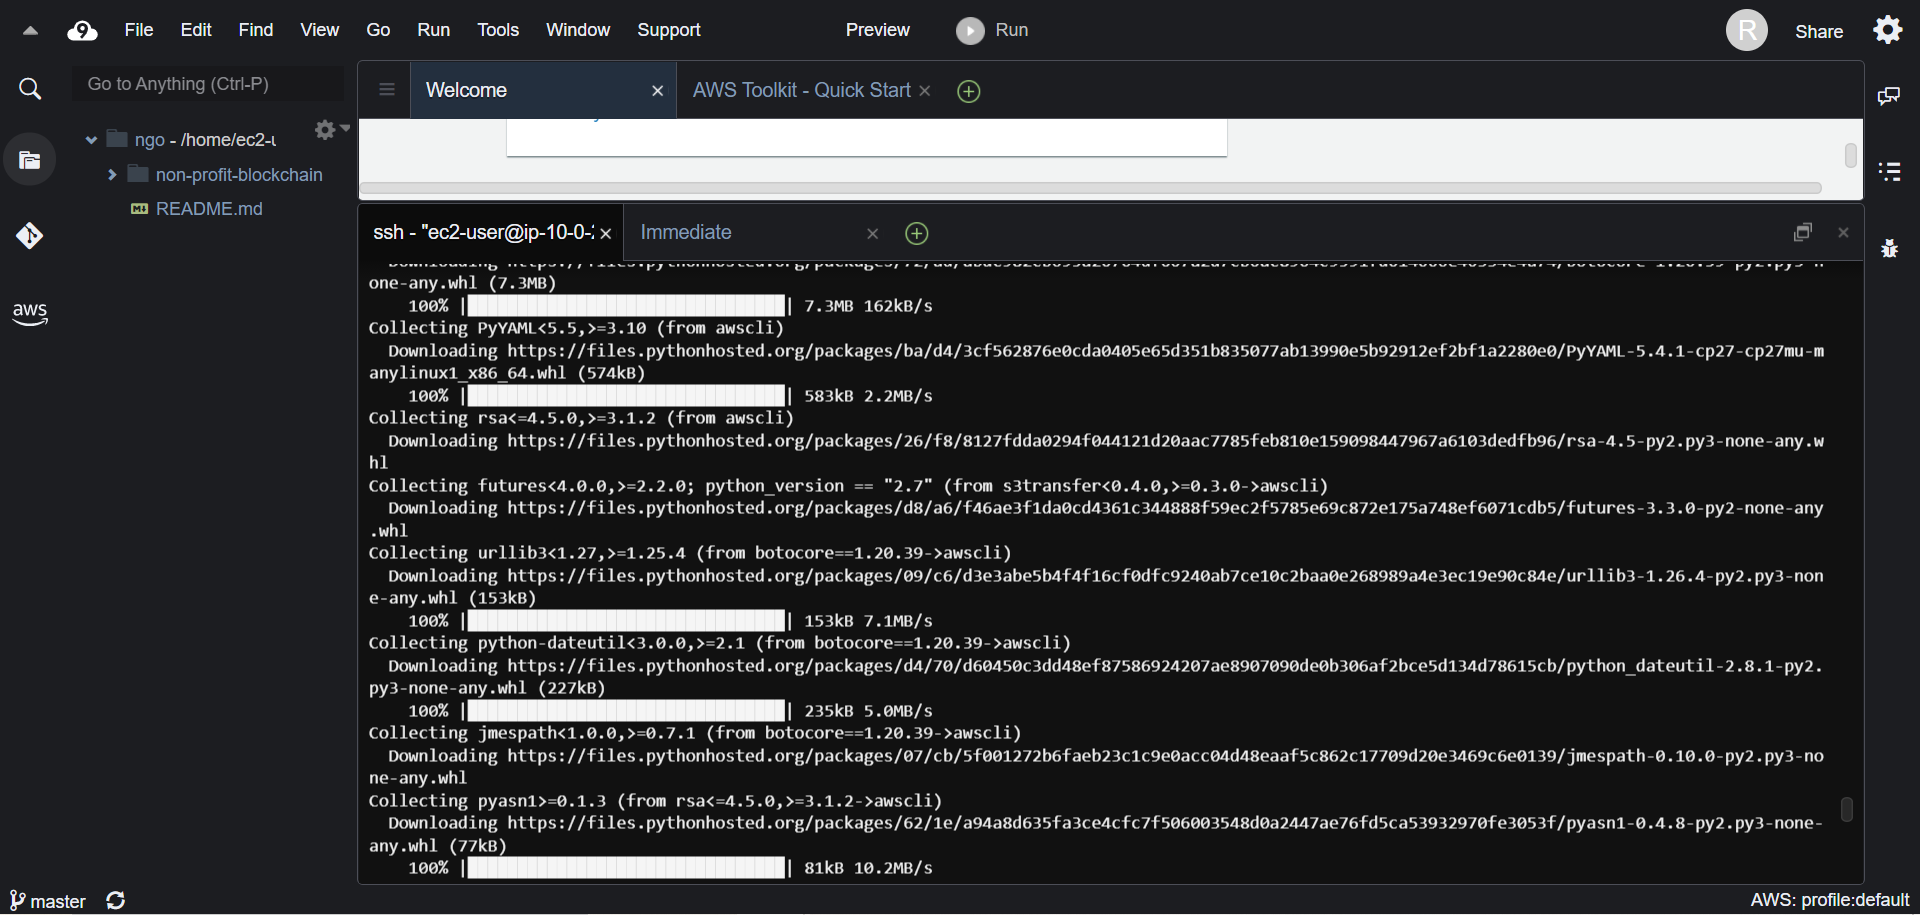 File Edit Find View Go Run Tools Window Support Preview Run R Share
Go to Anything (Ctrl-P)
Welcome
AWS Toolkit - Quick Start
ngo - /home/ec2-u
non-profit-blockchain
README.md
aws
ssh - "ec2-user@ip-10-0-
Immediate
one-any.whl (7.3MB)
100% | | 7.3MB 162kB/s
Collecting PyYAML<5.5,>=3.10 (from awscli)
Downloading https://files.pythonhosted.org/packages/ba/d4/3cf562876e0cda0405e65d351b835077ab13990e5b92912ef2bf1a2280e0/PyYAML-5.4.1-cp27-cp27mu-m
anylinux1_x86_64.whl (574kB)
100% | | 583kB 2.2MB/s
Collecting rsa<=4.5.0,>=3.1.2 (from awscli)
Downloading https://files.pythonhosted.org/packages/26/f8/8127fdda0294f044121d20aac7785feb810e159098447967a6103dedfb96/rsa-4.5-py2.py3-none-any.w
hl
Collecting futures<4.0.0,>=2.2.0; python_version == "2.7" (from s3transfer<0.4.0,>=0.3.0->awscli)
Downloading https://files.pythonhosted.org/packages/d8/a6/f46ae3f1da0cd4361c344888f59ec2f5785e69c872e175a748ef6071cdb5/futures-3.3.0-py2-none-any
.whl
Collecting urllib3<1.27,>=1.25.4 (from botocore==1.20.39->awscli)
Downloading https://files.pythonhosted.org/packages/09/c6/d3e3abe5b4f4f16cf0dfc9240ab7ce10c2baa0e268989a4e3ec19e90c84e/urllib3-1.26.4-py2.py3-non
e-any.whl (153kB)
100% | | 153kB 7.1MB/s
Collecting python-dateutil<3.0.0,>=2.1 (from botocore==1.20.39->awscli)
Downloading https://files.pythonhosted.org/packages/d4/70/d60450c3dd48ef87586924207ae8907090de0b306af2bce5d134d78615cb/python_dateutil-2.8.1-py2.
py3-none-any.whl (227kB)
100% | | 235kB 5.0MB/s
Collecting jmespath<1.0.0,>=0.7.1 (from botocore==1.20.39->awscli)
Downloading https://files.pythonhosted.org/packages/07/cb/5f001272b6faeb23c1c9e0acc04d48eaaf5c862c17709d20e3469c6e0139/jmespath-0.10.0-py2.py3-no
ne-any.whl
Collecting pyasn1>=0.1.3 (from rsa<=4.5.0,>=3.1.2->awscli)
Downloading https://files.pythonhosted.org/packages/62/1e/a94a8d635fa3ce4cfc7f506003548d0a2447ae76fd5ca53932970fe3053f/pyasn1-0.4.8-py2.py3-none-
any.whl (77kB)
100% | | 81kB 10.2MB/s
master
AWS: profile:default